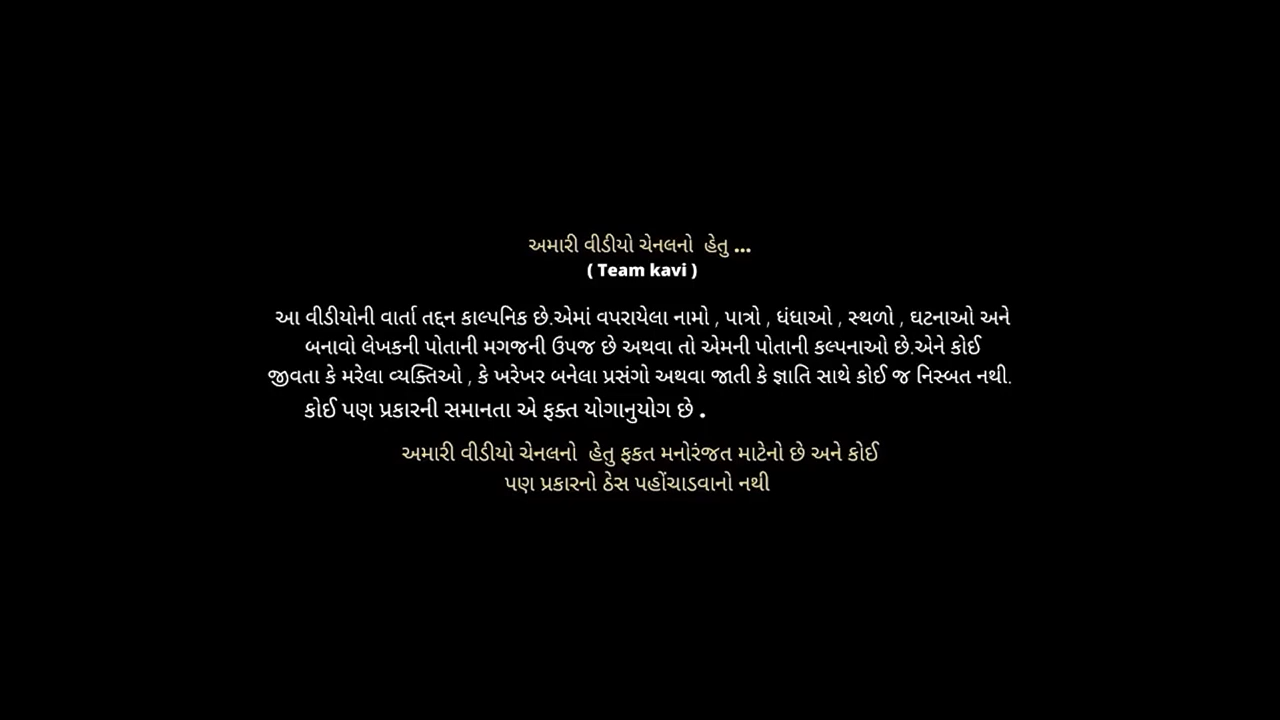 અમારી વીડીયો ચેનલનો હેતુ ...
( Team kavi )
આ વીડીયોની વાર્તા તદ્દન કાલ્પનિક છે.એમાં વપરાયેલા નામો , પાત્રો , ધંધાઓ , સ્થળો , ઘટનાઓ અને
બનાવો લેખકની પોતાની મગજની ઉપજ છે અથવા તો એમની પોતાની કલ્પનાઓ છે.એને કોઈ
જીવતા કે મરેલા વ્યક્તિઓ , કે ખરેખર બનેલા પ્રસંગો અથવા જાતી કે જ્ઞાતિ સાથે કોઈ જ નિસ્બત નથી.
કોઈ પણ પ્રકારની સમાનતા એ ફક્ત યોગાનુયોગ છે .
અમારી વીડીયો ચેનલનો હેતુ ફકત મનોરંજત માટેનો છે અને કોઈ
પણ પ્રકારનો ઠેસ પહોંચાડવાનો નથી